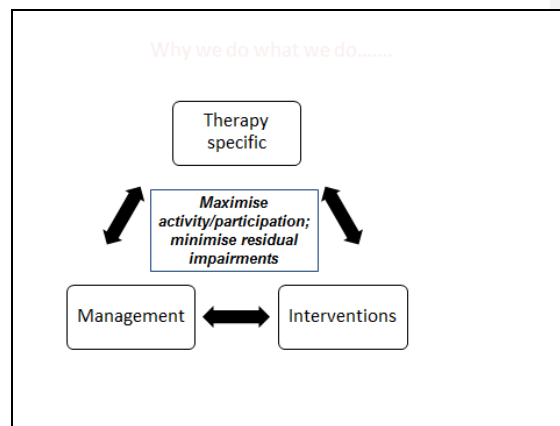 Why we do what we do.......
Therapy
specific
Maximise
activity/participation;
minimise residual
impairments
Management
Interventions